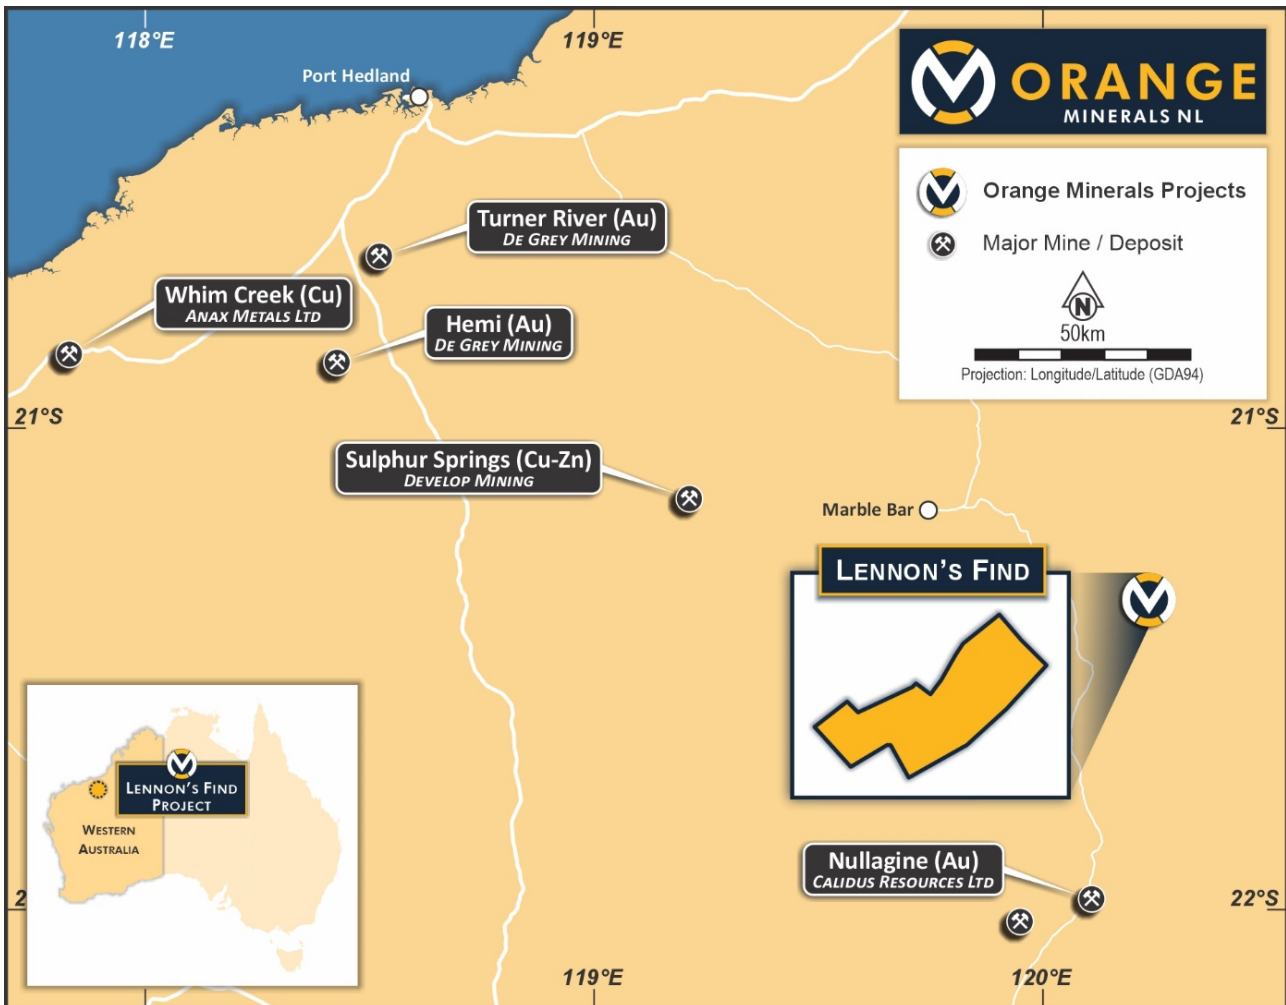 118°E
119°E
ORANGE
MINERALS NL
Port Hedland
Orange Minerals Projects
Major Mine / Deposit
N
50km
Projection: Longitude/Latitude (GDA94)
Turner River (Au)
DE GREY MINING
Whim Creek (Cu)
ANAX METALS LTD
Hemi (Au)
DE GREY MINING
21°S
21°S
Sulphur Springs (Cu-Zn)
DEVELOP MINING
Marble Bar
LENNON'S FIND
LENNON'S FIND
PROJECT
WESTERN
AUSTRALIA
Nullagine (Au)
CALIDUS RESOURCES LTD
2
22°S
119°E
120°E